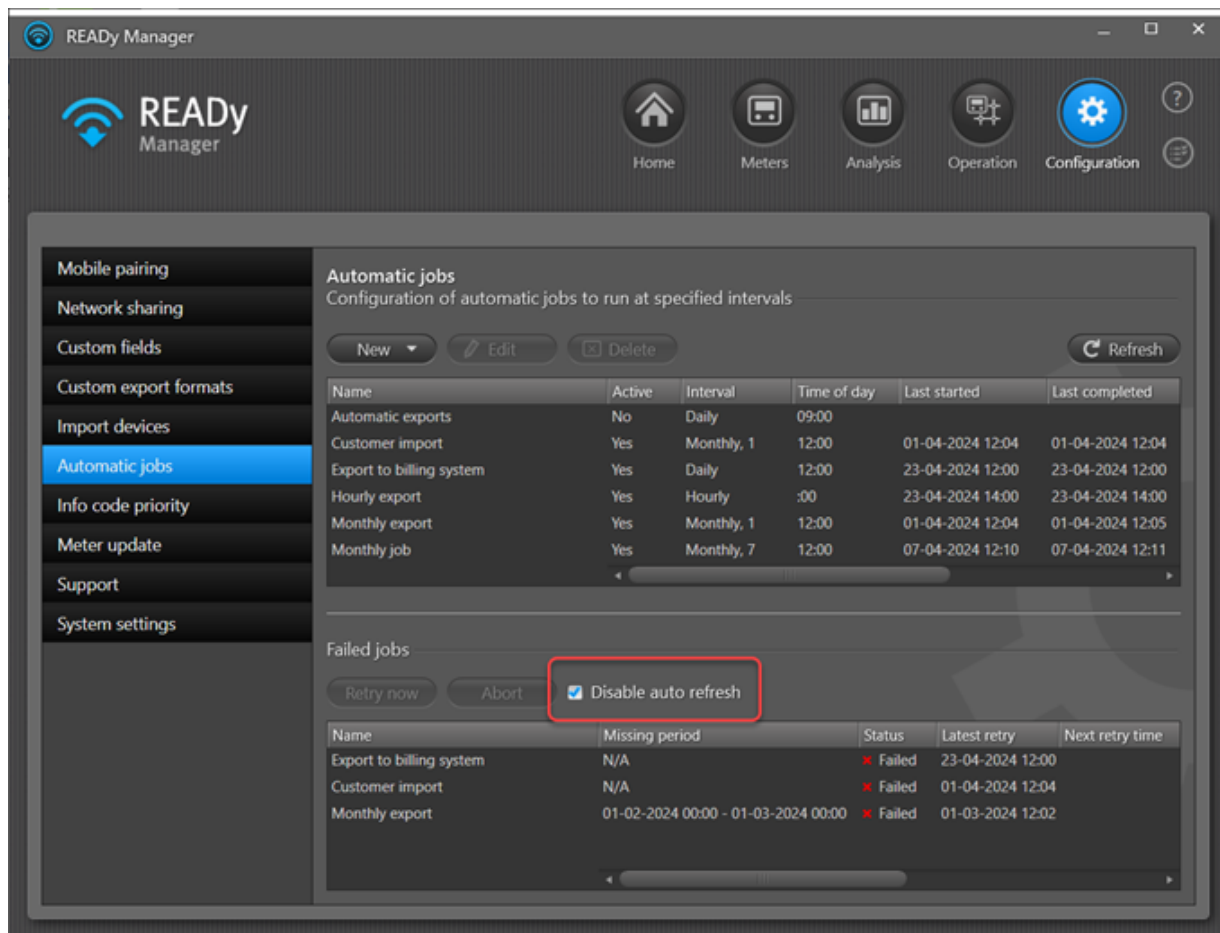 READy Manager
READy
Manager
Home Meters Analysis Operation Configuration
?
Mobile pairing
Network sharing
Custom fields
Custom export formats
Import devices
Automatic jobs
Info code priority
Meter update
Support
System settings
Automatic jobs
Configuration of automatic jobs to run at specified intervals
New Edit Delete Refresh
Name Active Interval Time of day Last started Last completed
Automatic exports No Daily 09:00
Customer import Yes Monthly, 1 12:00 01-04-2024 12:04 01-04-2024 12:04
Export to billing system Yes Daily 12:00 23-04-2024 12:00 23-04-2024 12:00
Hourly export Yes Hourly :00 23-04-2024 14:00 23-04-2024 14:00
Monthly export Yes Monthly, 1 12:00 01-04-2024 12:04 01-04-2024 12:05
Monthly job Yes Monthly, 7 12:00 07-04-2024 12:10 07-04-2024 12:11
Failed jobs
Retry now Abort Disable auto refresh
Name Missing period Status Latest retry Next retry time
Export to billing system N/A Failed 23-04-2024 12:00
Customer import N/A Failed 01-04-2024 12:04
Monthly export 01-02-2024 00:00 - 01-03-2024 00:00 Failed 01-03-2024 12:02